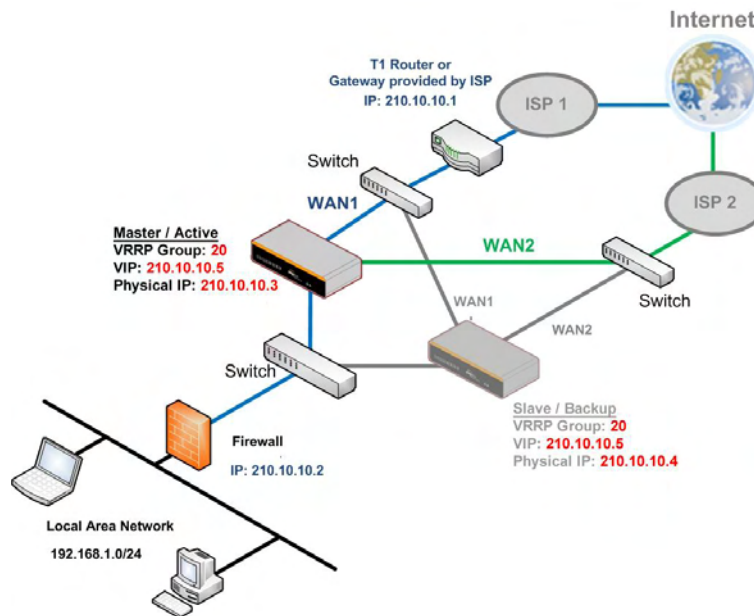 Internet
T1 Router or
Gateway provided by ISP
IP: 210.10.10.1
ISP 1
Switch
WAN1
ISP 2
Master / Active
VRRP Group: 20
VIP: 210.10.10.5
Physical IP: 210.10.10.3
WAN2
Switch
WAN1
WAN2
Switch
Slave / Backup
VRRP Group: 20
VIP: 210.10.10.5
Physical IP: 210.10.10.4
Firewall
IP: 210.10.10.2
Local Area Network
192.168.1.0/24